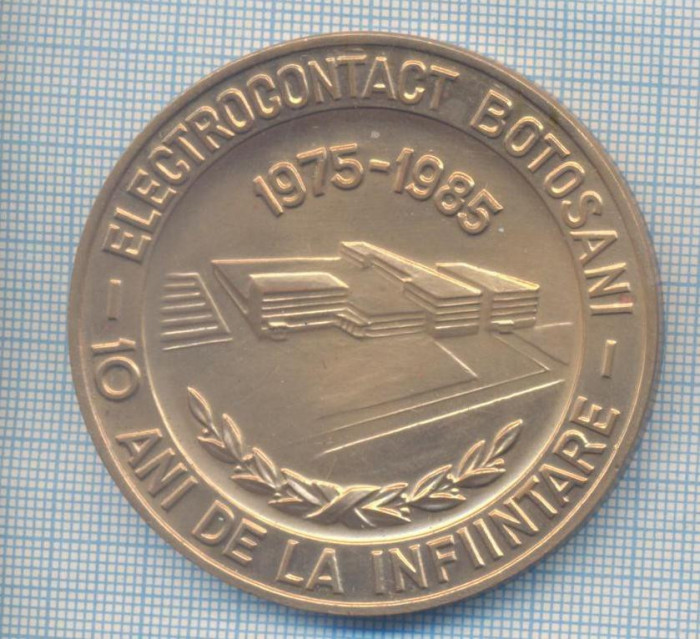 ELECTROCONTACT BOTOSANI
1975-1985
- 10 ANI DE LA INFIINTARE -